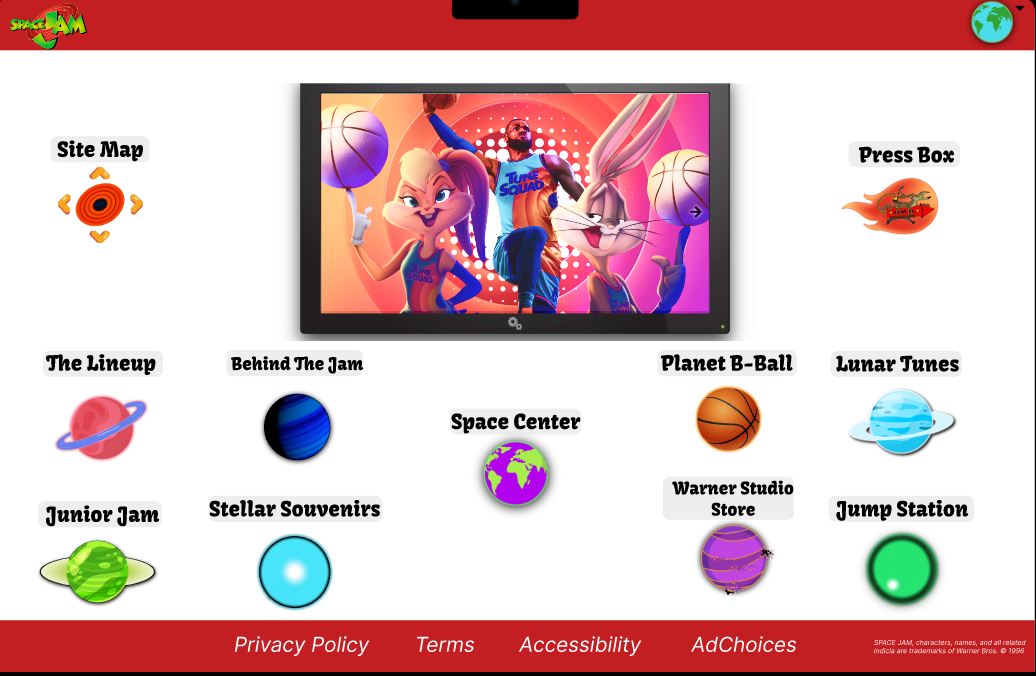 SPACE JAM
Site Map
Press Box
TUNE
SQUAD
TUNE
SQUAD
The Lineup
Behind The Jam
Planet B-Ball
Lunar Tunes
Space Center
Junior Jam
Stellar Souvenirs
Warner Studio
Store
Jump Station
Privacy Policy
Terms
Accessibility
AdChoices
SPACE JAM, characters, names, and all related
indicia are trademarks of Warner Bros. © 1996